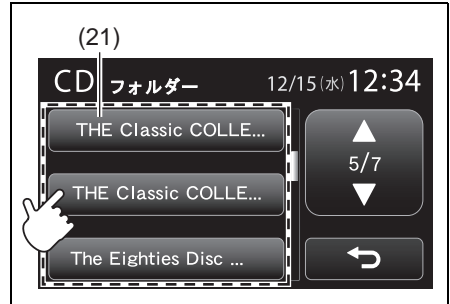 (21)
CD フォルダー 12/15(水)12:34
THE Classic COLLE...
5/7
THE Classic COLLE...
The Eighties Disc ...